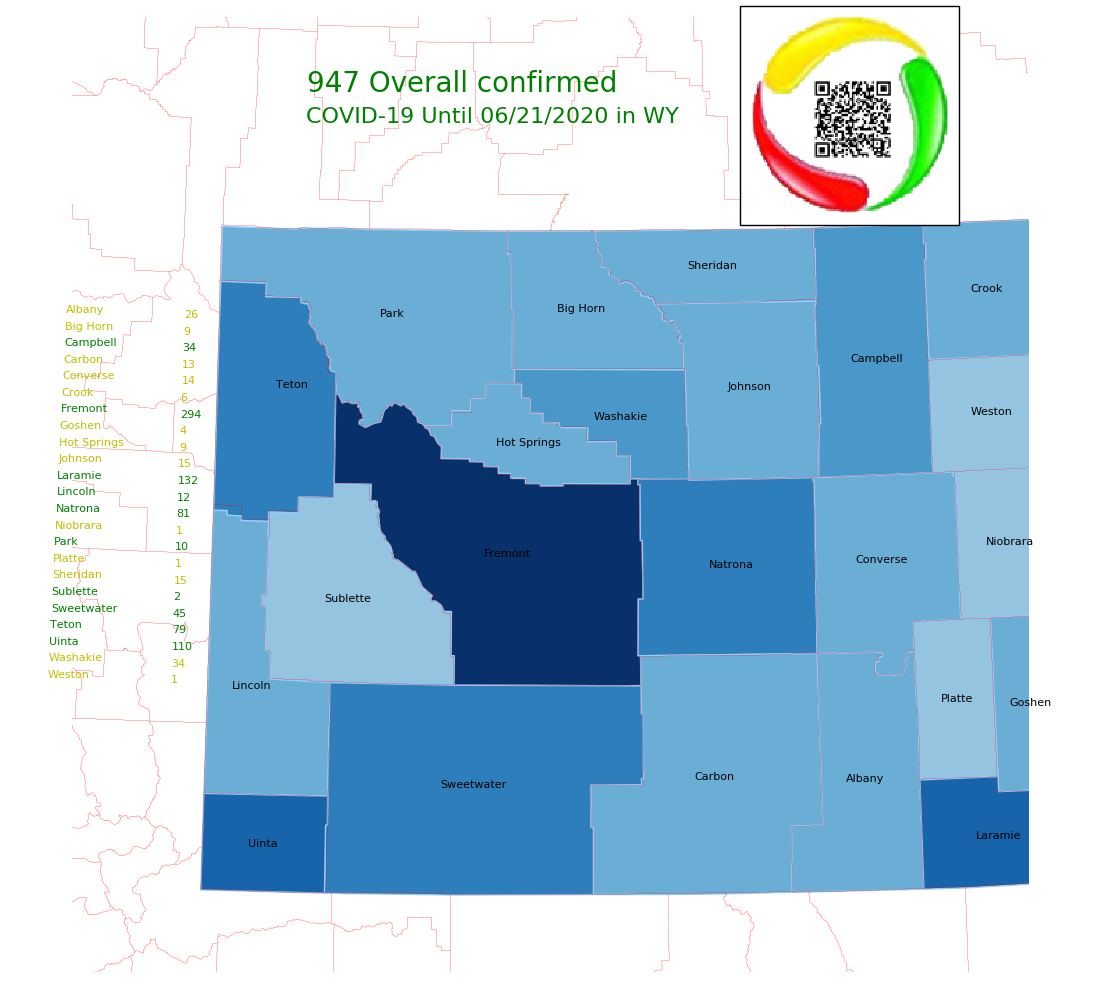 947 Overall confirmed
COVID-19 Until 06/21/2020 in WY
Albany 26
Big Horn 9
Campbell 34
Carbon 13
Converse 14
Crook 6
Fremont 294
Goshen 4
Hot Springs 9
Johnson 15
Laramie 132
Lincoln 12
Natrona 81
Niobrara 1
Park 10
Platte 1
Sheridan 15
Sublette 2
Sweetwater 45
Teton 79
Uinta 110
Washakie 34
Weston 1
Sheridan
Crook
Park
Big Horn
Campbell
Teton
Johnson
Weston
Washakie
Hot Springs
Niobrara
Fremont
Converse
Natrona
Sublette
Lincoln
Platte
Goshen
Carbon
Albany
Sweetwater
Laramie
Uinta